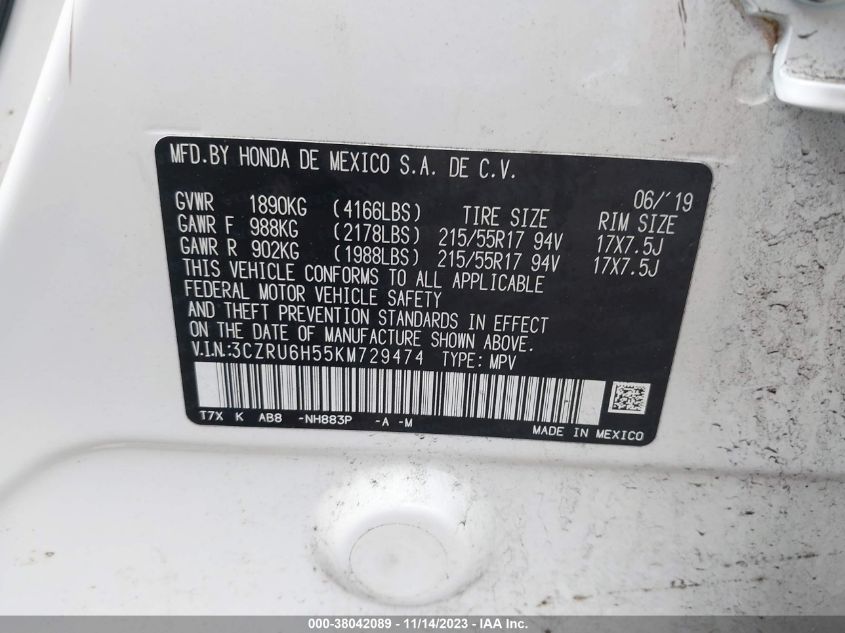 MFD.BY HONDA DE MEXICO S.A. DE C.V.
06/'19
GVWR 1890KG (4166LBS) TIRE SIZE RIM SIZE
GAWR F 988KG (2178LBS) 215/55R17 94V 17X7.5J
GAWR R 902KG (1988LBS) 215/55R17 94V 17X7.5J
THIS VEHICLE CONFORMS TO ALL APPLICABLE
FEDERAL MOTOR VEHICLE SAFETY
AND THEFT PREVENTION STANDARDS IN EFFECT
ON THE DATE OF MANUFACTURE SHOWN ABOVE.
V.I.N:3CZRU6H55KM729474 TYPE: MPV
T7X K AB8 -NH883P -A -M
MADE IN MEXICO
000-38042089 - 11/14/2023 - IAA Inc.